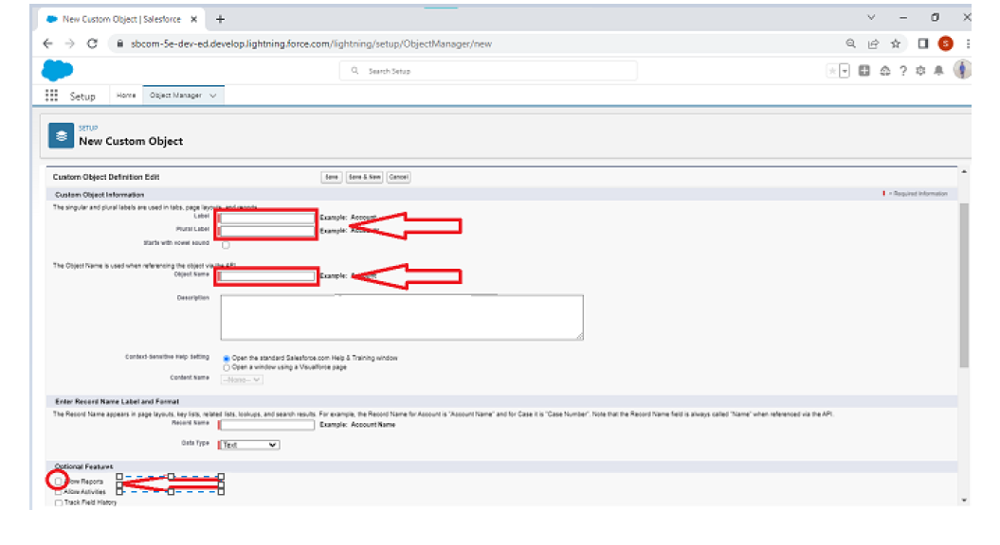 New Custom Object | Salesforce
sbcom-5e-dev-ed.develop.lightning.force.com/lightning/setup/ObjectManager/new
S
Search Setup
Setup Home Object Manager
SETUP
New Custom Object
Custom Object Definition Edit Save Save & New Cancel
Custom Object Information = Required Information
The singular and plural labels are used in tabs, page layouts, and reports.
Label Example: Account
Plural Label Example: Accounts
Starts with vowel sound
The Object Name is used when referencing the object via the API.
Object Name Example: Account
Description
Context-Sensitive Help Setting Open the standard Salesforce.com Help & Training window
Open a window using a Visualforce page
Content Name --None--
Enter Record Name Label and Format
The Record Name appears in page layouts, key lists, related lists, lookups, and search results. For example, the Record Name for Account is "Account Name" and for Case it is "Case Number". Note that the Record Name field is always called "Name" when referenced via the API.
Record Name Example: Account Name
Data Type Text
Optional Features
Allow Reports
Allow Activities
Track Field History